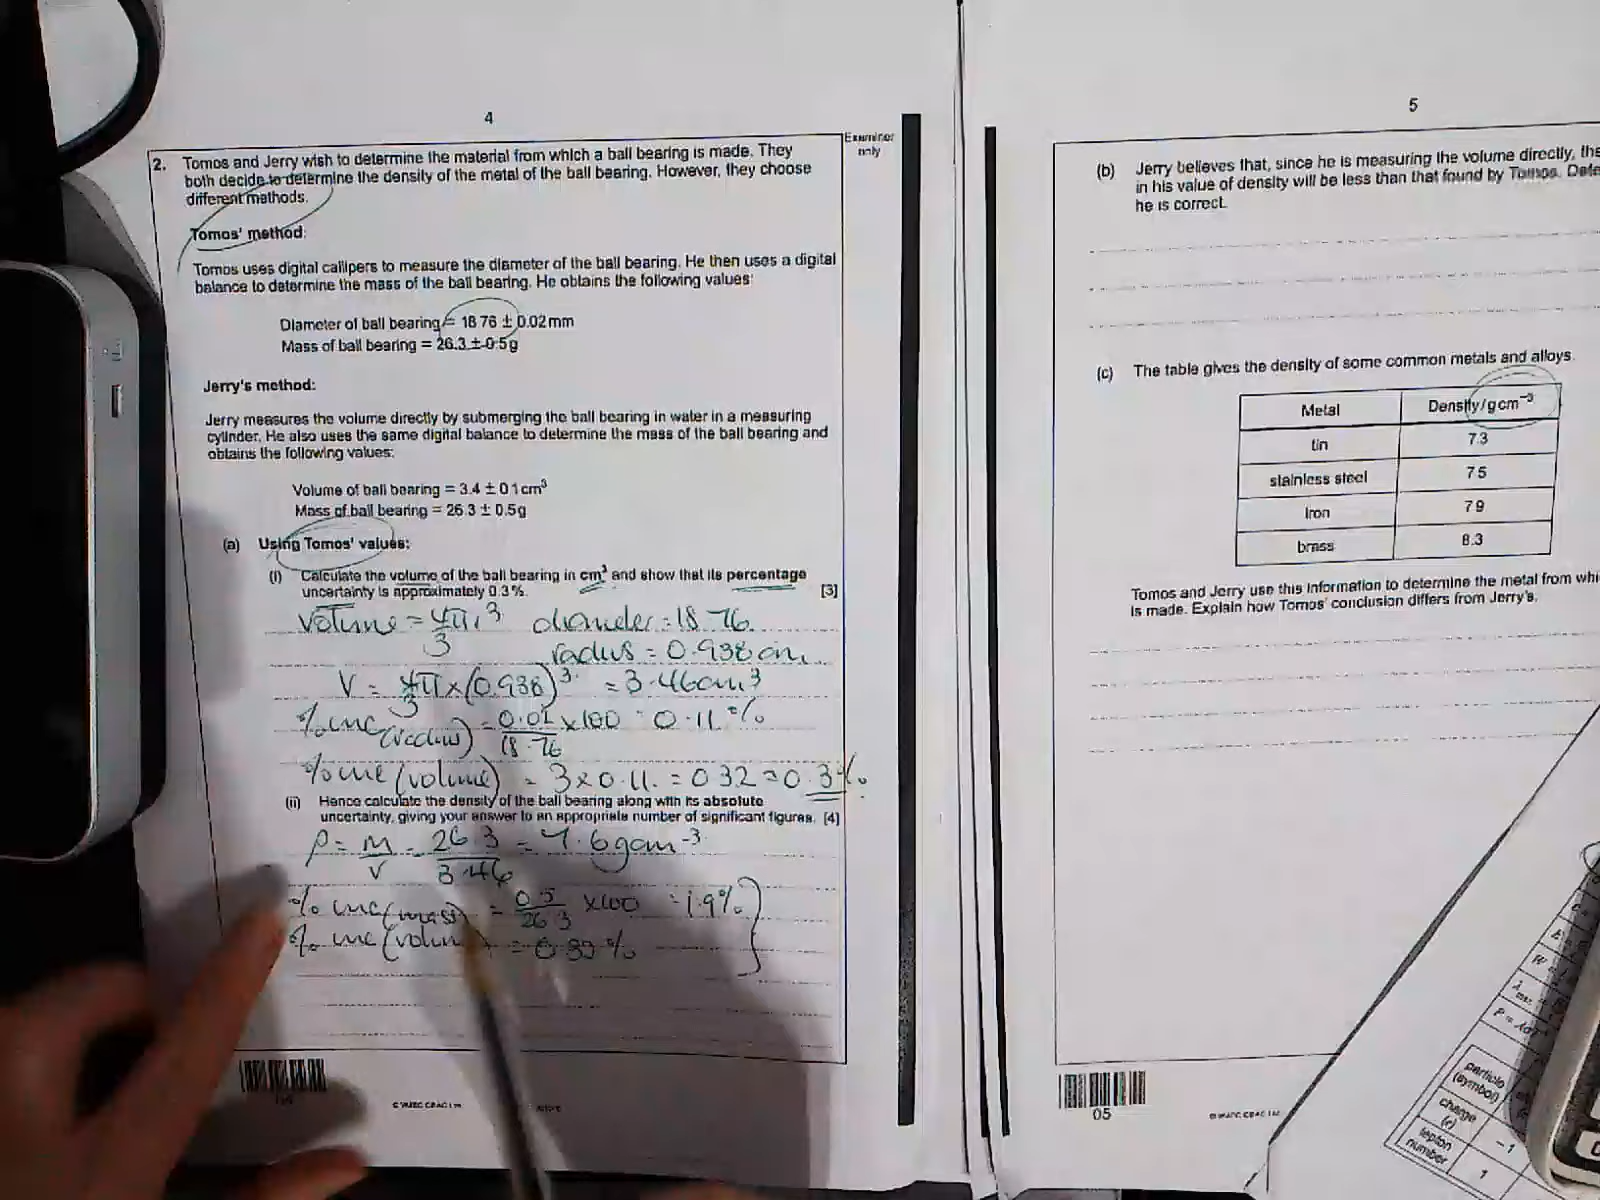 4
Examiner only
2. Tomos and Jerry wish to determine the material from which a ball bearing is made. They
both decide to determine the density of the metal of the ball bearing. However, they choose
different methods.
Tomos' method:
Tomos uses digital callipers to measure the diameter of the ball bearing. He then uses a digital
balance to determine the mass of the ball bearing. He obtains the following values:
Diameter of ball bearing = 18.76 ± 0.02 mm
Mass of ball bearing = 26.3 ± 0.5 g
Jerry's method:
Jerry measures the volume directly by submerging the ball bearing in water in a measuring
cylinder. He also uses the same digital balance to determine the mass of the ball bearing and
obtains the following values:
Volume of ball bearing = 3.4 ± 0.1 cm³
Mass of ball bearing = 26.3 ± 0.5 g
(a) Using Tomos' values:
(i) Calculate the volume of the ball bearing in cm³ and show that its percentage
uncertainty is approximately 0.3%. [3]
Volume = 4πr³/3 diameter = 18.76
radius = 0.938 cm
V = 4π/3 × (0.938)³ = 3.46 cm³
% unc (radius) = 0.02/18.76 × 100 = 0.11 %
% unc (volume) = 3 × 0.11 = 0.32 = 0.3%
(ii) Hence calculate the density of the ball bearing along with its absolute
uncertainty, giving your answer to an appropriate number of significant figures. [4]
ρ = M/V = 26.3/3.46 = 7.6 g cm⁻³
% unc (mass) = 0.5/26.3 × 100 = 1.9%
% unc (volum = %
5
(b) Jerry believes that, since he is measuring the volume directly, the
in his value of density will be less than that found by Tomos. Dete
he is correct.
(c) The table gives the density of some common metals and alloys.
Metal Density / g cm⁻³
tin 7.3
stainless steel 7.5
iron 7.9
brass 8.3
Tomos and Jerry use this information to determine the metal from whi
is made. Explain how Tomos' conclusion differs from Jerry's.
05
particle
(symbol)
charge
(e) −1
lepton
number 1